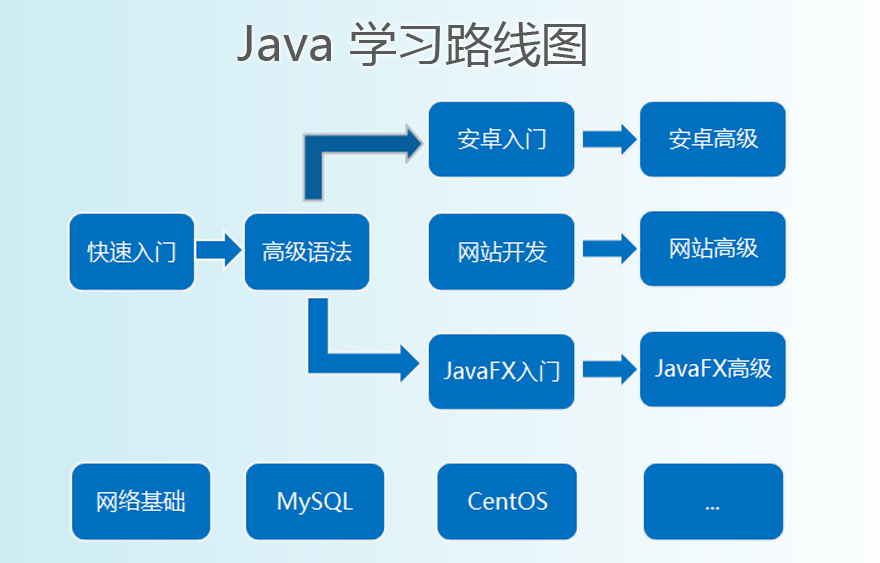 Java 学习路线图
安卓入门
安卓高级
快速入门
高级语法
网站开发
网站高级
JavaFX入门
JavaFX高级
网络基础
MySQL
CentOS
...